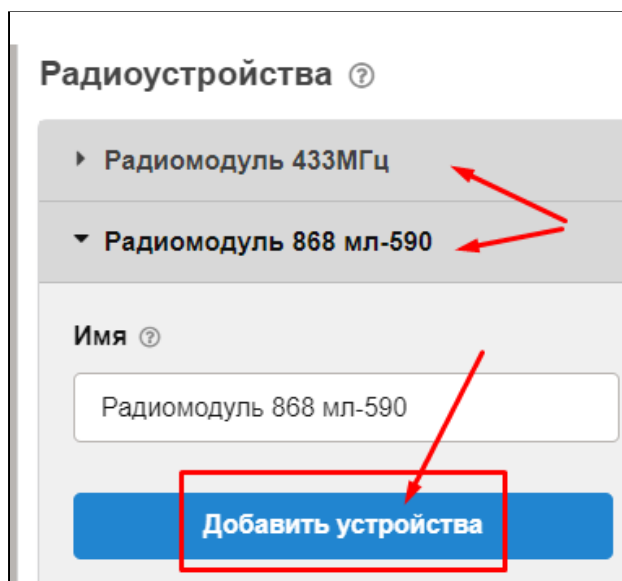 Радиоустройства ?
Радиомодуль 433МГц
Радиомодуль 868 мл-590
Имя ?
Радиомодуль 868 мл-590
Добавить устройства